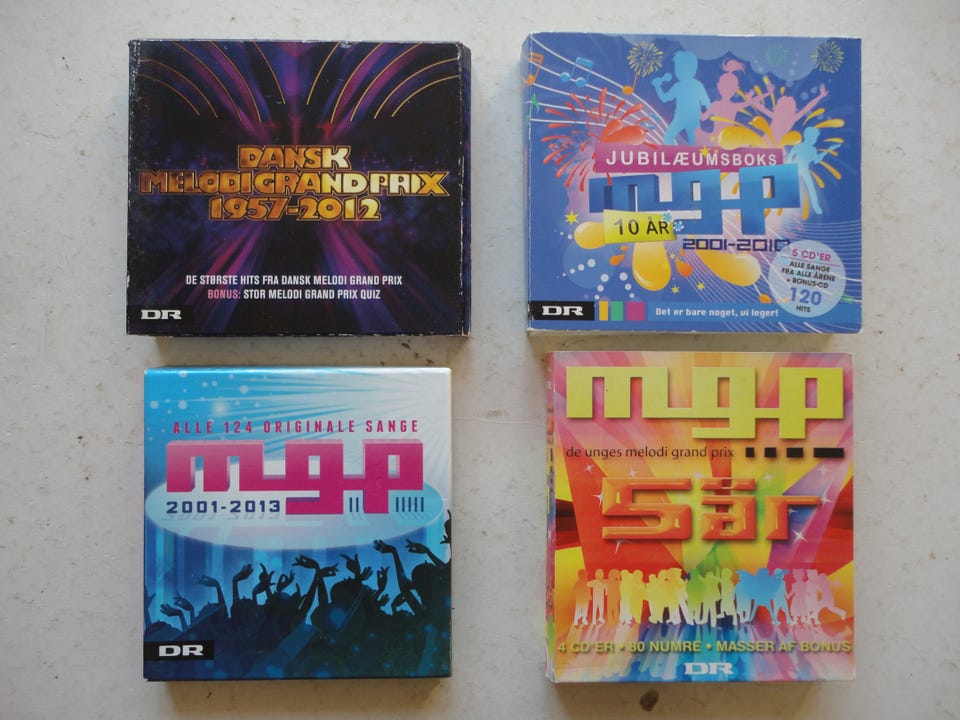 DANSK
MELODI GRAND PRIX
1957-2012
DE STØRSTE HITS FRA DANSK MELODI GRAND PRIX
BONUS: STOR MELODI GRAND PRIX QUIZ
DR
JUBILÆUMSBOKS
mgp
10 ÅR
2001-2010
5 CD'ER
ALLE SANGE
FRA ALLE ÅRENE
+ BONUS-CD
120
HITS
DR
Det er bare noget, vi leger!
ALLE 124 ORIGINALE SANGE
mgp
2001-2013
DR
mgp
de unges melodi grand prix
5 år
4 CD'ER • 80 NUMRE • MASSER AF BONUS
DR